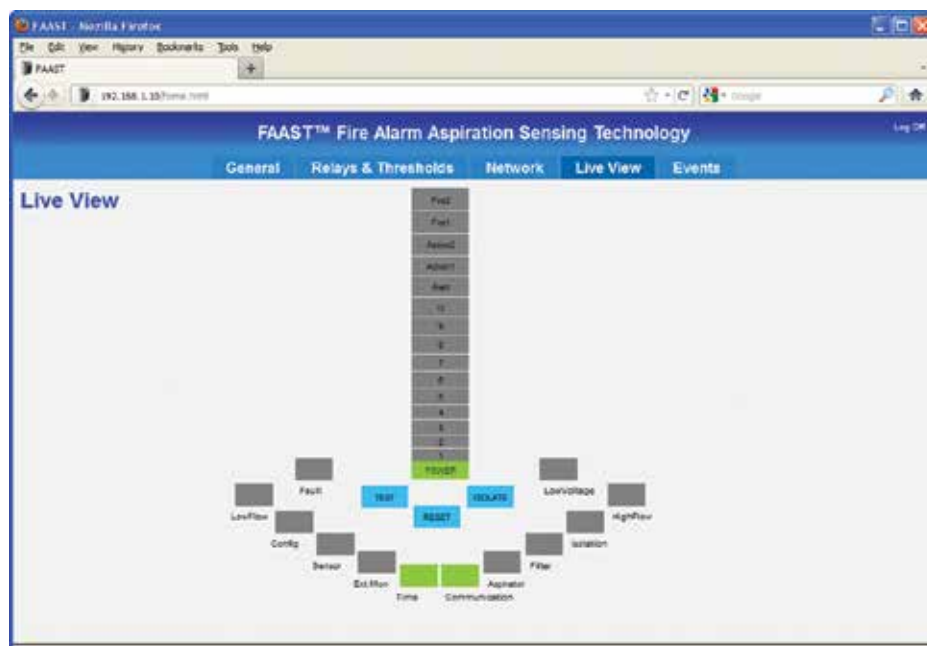 FAAST - Mozilla Firefox
File Edit View History Bookmarks Tools Help
FAAST
+
192.168.1.10/home.html
Google
FAAST™ Fire Alarm Aspiration Sensing Technology
Log Off
General Relays & Thresholds Network Live View Events
Live View
Fire2
Fire1
Action2
Action1
Alert
10
9
8
7
6
5
4
3
2
1
POWER
Fault
TEST
ISOLATE
LowVoltage
LowFlow
RESET
HighFlow
Config
Isolation
Sensor
Filter
Ext.Mon
Aspirator
Time
Communication